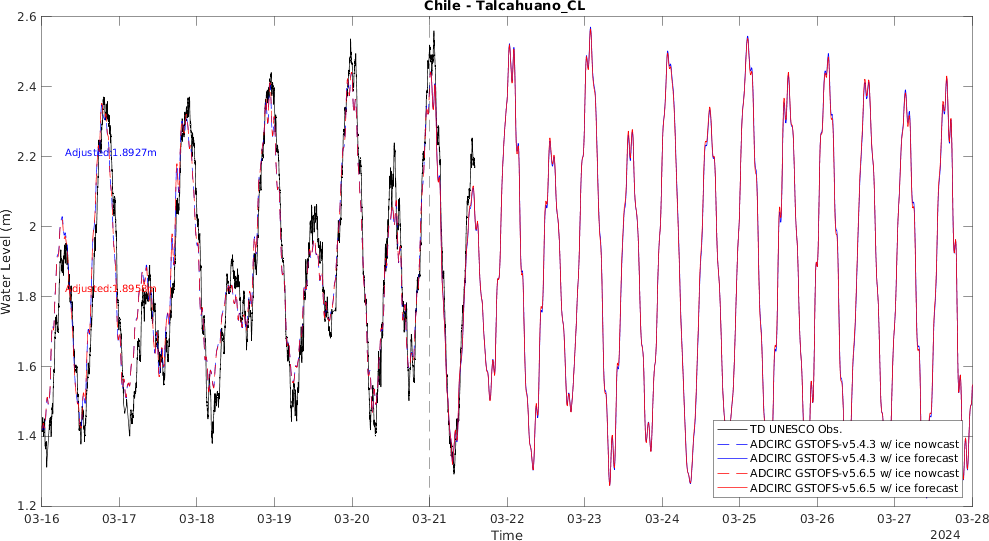 Chile - Talcahuano_CL
2.6
2.4
2.2
2
1.8
1.6
1.4
1.2
Water Level (m)
Adjusted:1.8927m
TD UNESCO Obs.
ADCIRC GSTOFS-v5.4.3 w/ ice nowcast
ADCIRC GSTOFS-v5.4.3 w/ ice forecast
ADCIRC GSTOFS-v5.6.5 w/ ice nowcast
ADCIRC GSTOFS-v5.6.5 w/ ice forecast
03-16 03-17 03-18 03-19 03-20 03-21 03-22 03-23 03-24 03-25 03-26 03-27 03-28
Time
2024